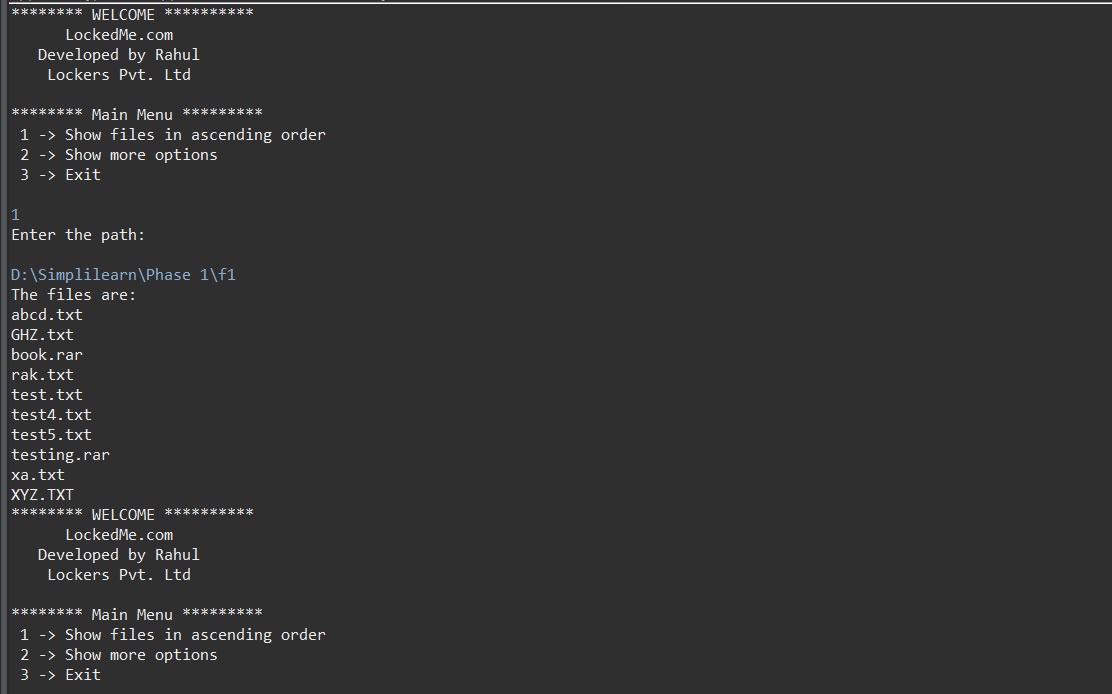 ******** WELCOME **********
      LockedMe.com
   Developed by Rahul
    Lockers Pvt. Ltd
******** Main Menu *********
 1 -> Show files in ascending order
 2 -> Show more options
 3 -> Exit
1
Enter the path:
D:\Simplilearn\Phase 1\f1
The files are:
abcd.txt
GHZ.txt
book.rar
rak.txt
test.txt
test4.txt
test5.txt
testing.rar
xa.txt
XYZ.TXT
******** WELCOME **********
      LockedMe.com
   Developed by Rahul
    Lockers Pvt. Ltd
******** Main Menu *********
 1 -> Show files in ascending order
 2 -> Show more options
 3 -> Exit